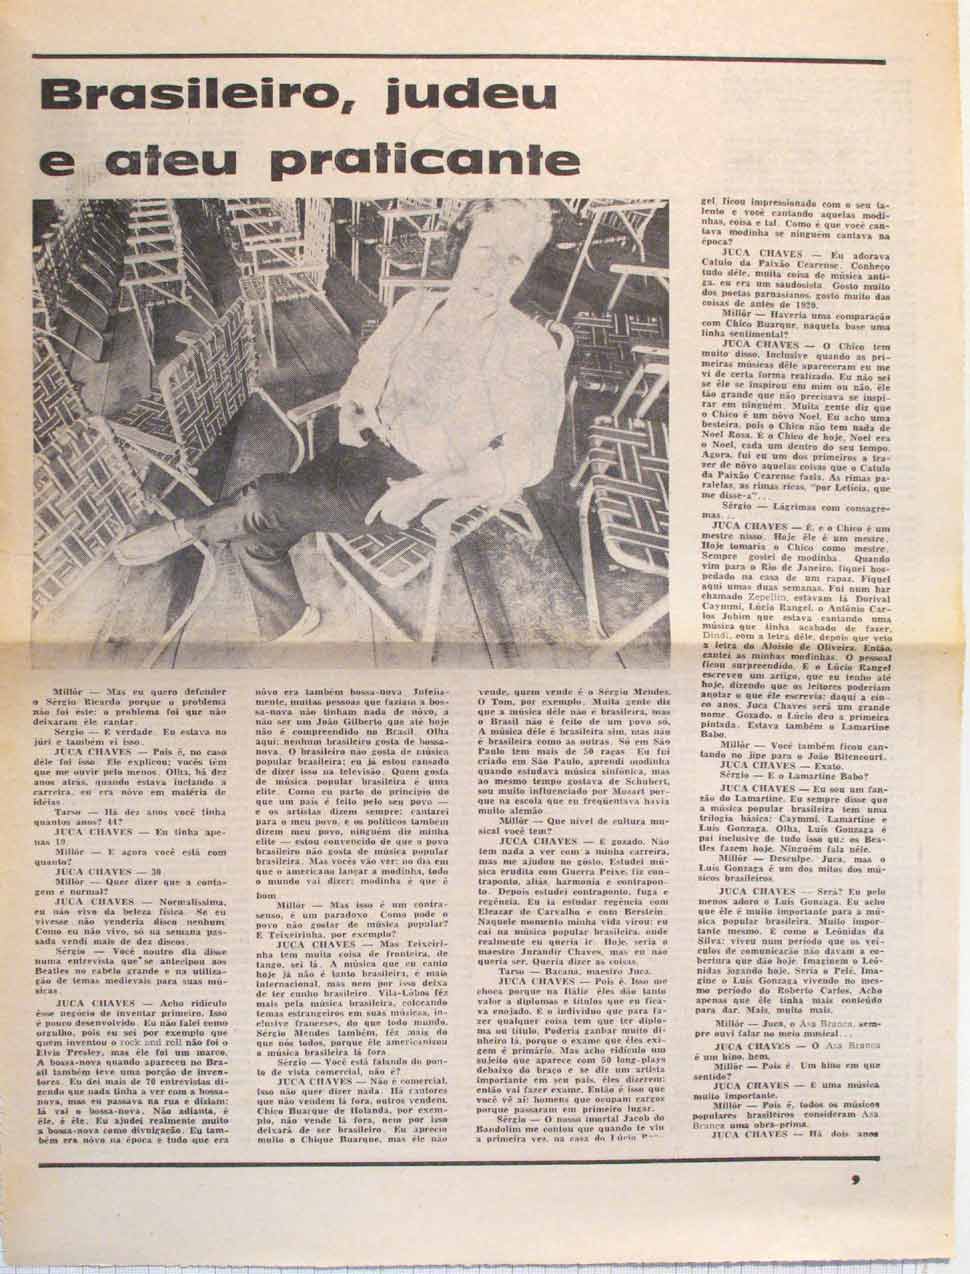 Brasileiro, judeu
e ateu praticante
Millôr — Mas eu quero defender
o Sérgio Ricardo porque o problema
não foi êste: o problema foi que não
deixaram êle cantar.
Sérgio — E verdade. Eu estava no
júri e também vi isso.
JUCA CHAVES — Pois é, no caso
dêle foi isso. Ele explicou; vocês têm
que me ouvir pelo menos. Olha, há dez
anos atrás, quando estava iniciando a
carreira, eu era nôvo em matéria de
idéias.
Tarso — Há dez anos você tinha
quantos anos? 41?
JUCA CHAVES — Eu tinha ape-
nas 19.
Millôr — E agora você está com
quanto?
JUCA CHAVES — 30
Millôr — Quer dizer que a conta-
gem é normal?
JUCA CHAVES — Normalíssima,
eu não vivo da beleza física. Se eu
vivesse não venderia disco nenhum.
Como eu não vivo, só na semana pas-
sada vendi mais de dez discos.
Sérgio — Você noutro dia disse
numa entrevista que se antecipou aos
Beatles no cabelo grande e na utiliza-
ção de temas medievais para suas mú-
sicas.
JUCA CHAVES — Acho ridículo
êsse negócio de inventar primeiro. Isso
é pouco desenvolvido. Eu não falei como
orgulho, pois eu sei por exemplo que
quem inventou o rock and roll não foi o
Elvis Presley, mas êle foi um marco.
A bossa-nova quando apareceu no Bra-
sil também teve uma porção de inven-
tores. Eu dei mais de 70 entrevistas di-
zendo que nada tinha a ver com a bossa-
nova, mas eu passava na rua e diziam:
lá vai o bossa-nova. Não adianta, é
êle, é êle. Eu ajudei realmente muito
a bossa-nova como divulgação. Eu tam-
bém era nôvo na época e tudo que era
nôvo era também bossa-nova. Infeliz-
mente, muitas pessoas que faziam a bos-
sa-nova não tinham nada de nôvo, a
não ser um João Gilberto que até hoje
não é compreendido no Brasil. Olha
aqui: nenhum brasileiro gosta de bossa-
nova. O brasileiro não gosta de música
popular brasileira; eu já estou cansado
de dizer isso na televisão. Quem gosta
de música popular brasileira é uma
elite. Como eu parto do princípio de
que um país é feito pelo seu povo —
e os artistas dizem sempre: cantarei
para o meu povo, e os políticos também
dizem meu povo, ninguém diz minha
elite — estou convencido de que o povo
brasileiro não gosta de música popular
brasileira. Mas vocês vão ver: no dia em
que o americano lançar a modinha, todo
o mundo vai dizer: modinha é que é
bom.
Millôr — Mas isso é um contra-
senso, é um paradoxo. Como pode o
povo não gostar de música popular?
E Teixeirinha, por exemplo?
JUCA CHAVES — Mas Teixeiri-
nha tem muita coisa de fronteira, de
tango, sei lá. A música que eu canto
hoje já não é tanto brasileira, é mais
internacional, mas nem por isso deixa
de ter cunho brasileiro. Vila-Lôbos fêz
mais pela música brasileira, colocando
temas estrangeiros em suas músicas, in-
clusive franceses, do que todo mundo.
Sérgio Mendes também, fêz mais do
que nós todos, porque êle americanizou
a música brasileira lá fora.
Sérgio — Você está falando do pon-
to de vista comercial, não é?
JUCA CHAVES — Não é comercial.
Isso não quer dizer nada. Há cantores
que não vendem lá fora, outros vendem.
Chico Buarque de Holanda, por exem-
plo, não vende lá fora, nem por isso
deixará de ser brasileiro. Eu aprecio
muito o Chique Buarque, mas êle não
vende, quem vende é o Sérgio Mendes.
O Tom, por exemplo. Muita gente diz
que a música dêle não é brasileira, mas
o Brasil não é feito de um povo só.
A música dêle é brasileira sim, mas não
é brasileira como as outras. Só em São
Paulo tem mais de 50 raças. Eu fui
criado em São Paulo, aprendi modinha
quando estudava música sinfônica, mas
ao mesmo tempo gostava de Schubert,
sou muito influenciado por Mozart por-
que na escola que eu freqüentava havia
muito alemão.
Millôr — Que nível de cultura mu-
sical você tem?
JUCA CHAVES — E gozado. Não
tem nada a ver com a minha carreira,
mas me ajudou no gôsto. Estudei mú-
sica erudita com Guerra Peixe, fiz con-
traponto, aliás, harmonia e contrapon-
to. Depois estudei contraponto, fuga e
regência. Eu ia estudar regência com
Eleazar de Carvalho e com Berstein.
Naquele momento minha vida virou; eu
caí na música popular brasileira, onde
realmente eu queria ir. Hoje, seria o
maestro Jurandir Chaves, mas eu não
queria ser. Queria dizer as coisas.
Tarso — Bacana, maestro Juca.
JUCA CHAVES — Pois é. Isso me
choca porque na Itália êles dão tanto
valor a diplomas e títulos que eu fica-
va enojado. E o indivíduo que para fa-
zer qualquer coisa tem que ter diplo-
ma ou título. Poderia ganhar muito di-
nheiro lá, porque o exame que êles exi-
gem é primário. Mas acho ridículo um
sujeito que aparece com 50 long-plays
debaixo do braço e se diz um artista
importante em seu país, êles dizerem:
então vai fazer exame. Então é isso que
você vê aí: homens que ocupam cargos
porque passaram em primeiro lugar.
Sérgio — O nosso imortal Jacob do
Bandolim me contou que quando te viu
a primeira vez, na casa do Lúcio
gel, ficou impressionado com o seu ta-
lento e você cantando aquelas modi-
nhas, coisa e tal. Como é que você can-
tava modinha se ninguém cantava na
época?
JUCA CHAVES — Eu adorava
Catulo da Paixão Cearense. Conheço
tudo dêle, muita coisa de música anti-
ga, eu era um saudosista. Gosto muito
dos poetas parnasianos, gosto muito das
coisas de antes de 1920.
Millôr — Haveria uma comparação
com Chico Buarque, naquela base uma
linha sentimental?
JUCA CHAVES — O Chico tem
muito disso. Inclusive quando as pri-
meiras músicas dêle apareceram eu me
vi de certa forma realizado. Eu não sei
se êle se inspirou em mim ou não, êle
tão grande que não precisava se inspi-
rar em ninguém. Muita gente diz que
o Chico é um nôvo Noel. Eu acho uma
besteira, pois o Chico não tem nada de
Noel Rosa. E o Chico de hoje, Noel era
o Noel, cada um dentro do seu tempo.
Agora, fui eu um dos primeiros a tra-
zer de nôvo aquelas coisas que o Catulo
da Paixão Cearense fazia. As rimas pa-
ralelas, as rimas ricas, "por Letícia, que
me disse-a"...
Sérgio — Lágrimas com consagre-
mas...
JUCA CHAVES — É, e o Chico é um
mestre nisso. Hoje êle é um mestre.
Hoje tomaria o Chico como mestre.
Sempre gostei de modinha. Quando
vim para o Rio de Janeiro, fiquei hos-
pedado na casa de um rapaz. Fiquei
aqui umas duas semanas. Fui num bar
chamado Zepelim, estavam lá Dorival
Caymmi, Lúcio Rangel, o Antônio Car-
los Jobim que estava cantando uma
música que tinha acabado de fazer,
Dindi, com a letra dêle, depois que veio
a letra do Aloísio de Oliveira. Então,
cantei as minhas modinhas. O pessoal
ficou surpreendido. E o Lúcio Rangel
escreveu um artigo, que eu tenho até
hoje, dizendo que os leitores poderiam
anotar o que êle escrevia: daqui a cin-
co anos, Juca Chaves será um grande
nome. Gozado, o Lúcio deu a primeira
pintada. Estava também o Lamartine
Babo.
Millôr — Você também ficou can-
tando no jipe para o João Bitencourt.
JUCA CHAVES — Exato.
Sérgio — E o Lamartine Babo?
JUCA CHAVES — Eu sou um fan-
zão do Lamartine. Eu sempre disse que
a música popular brasileira tem uma
trilogia básica: Caymmi, Lamartine e
Luís Gonzaga. Olha, Luís Gonzaga é
pai inclusive de tudo isso que os Bea-
tles fazem hoje. Ninguém fala nêle.
Millôr — Desculpe, Juca, mas o
Luís Gonzaga é um dos mitos dos mú-
sicos brasileiros.
JUCA CHAVES — Será? Eu pelo
menos adoro o Luís Gonzaga. Eu acho
que êle é muito importante para a mú-
sica popular brasileira. Muito impor-
tante mesmo. E como o Leônidas da
Silva: viveu num período que os veí-
culos de comunicação não davam a co-
bertura que dão hoje. Imaginem o Leô-
nidas jogando hoje. Seria o Pelé. Ima-
gine o Luís Gonzaga vivendo no mes-
mo período do Roberto Carlos. Acho
apenas que êle tinha mais conteúdo
para dar. Mais, muito mais.
Millôr — Juca, o Asa Branca, sem-
pre ouvi falar no meio musical...
JUCA CHAVES — O Asa Branca
é um hino, hem.
Millôr — Pois é. Um hino em que
sentido?
JUCA CHAVES — E uma música
muito importante.
Millôr — Pois é, todos os músicos
populares brasileiros consideram Asa
Branca uma obra-prima.
JUCA CHAVES — Há dois anos
9